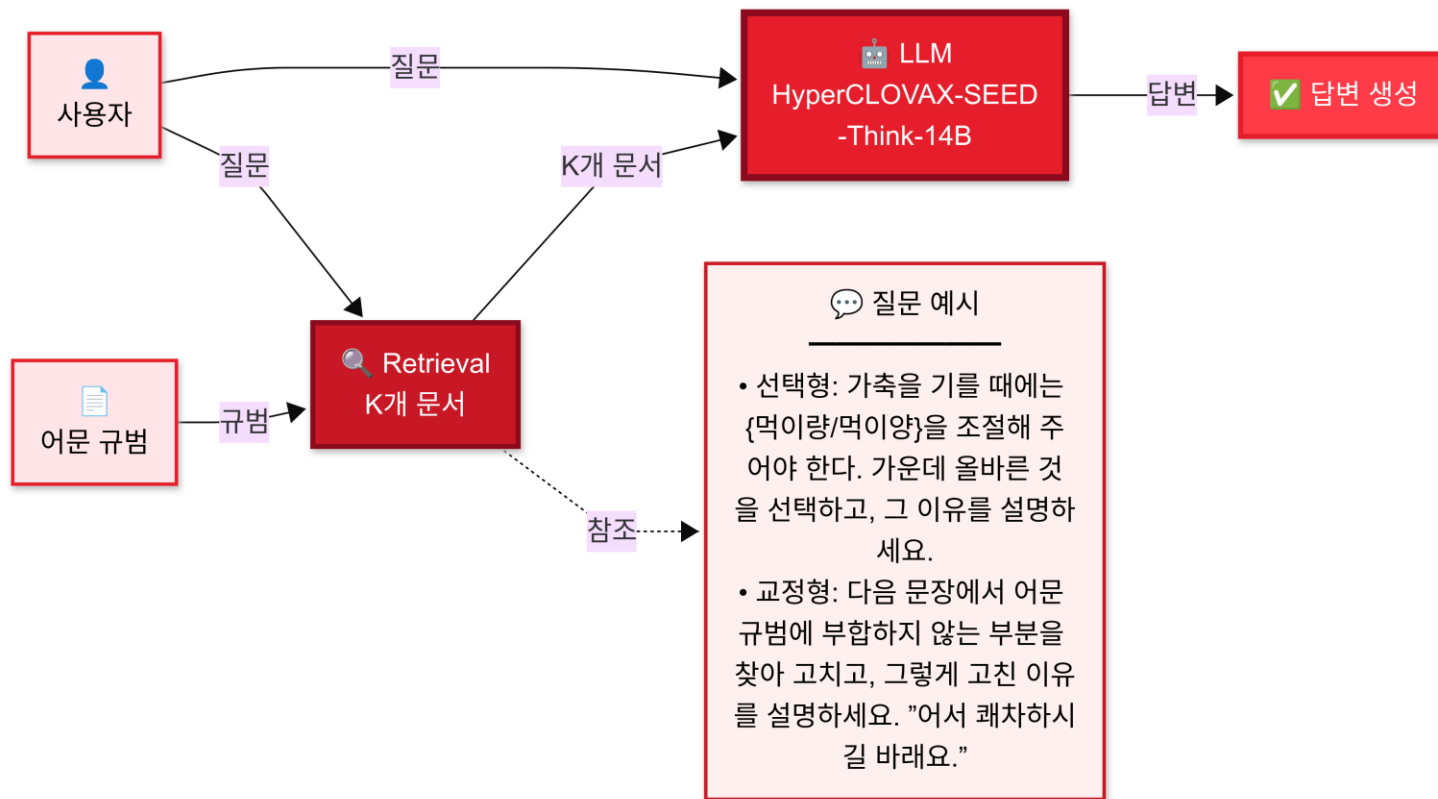 사용자
질문
질문
어문 규범
규범
Retrieval
K개 문서
K개 문서
LLM
HyperCLOVAX-SEED
-Think-14B
답변
답변 생성
참조
질문 예시
• 선택형: 가축을 기를 때에는
{먹이량/먹이양}을 조절해 주
어야 한다. 가운데 올바른 것
을 선택하고, 그 이유를 설명하
세요.
• 교정형: 다음 문장에서 어문
규범에 부합하지 않는 부분을
찾아 고치고, 그렇게 고친 이유
를 설명하세요. ”어서 쾌차하시
길 바래요.”